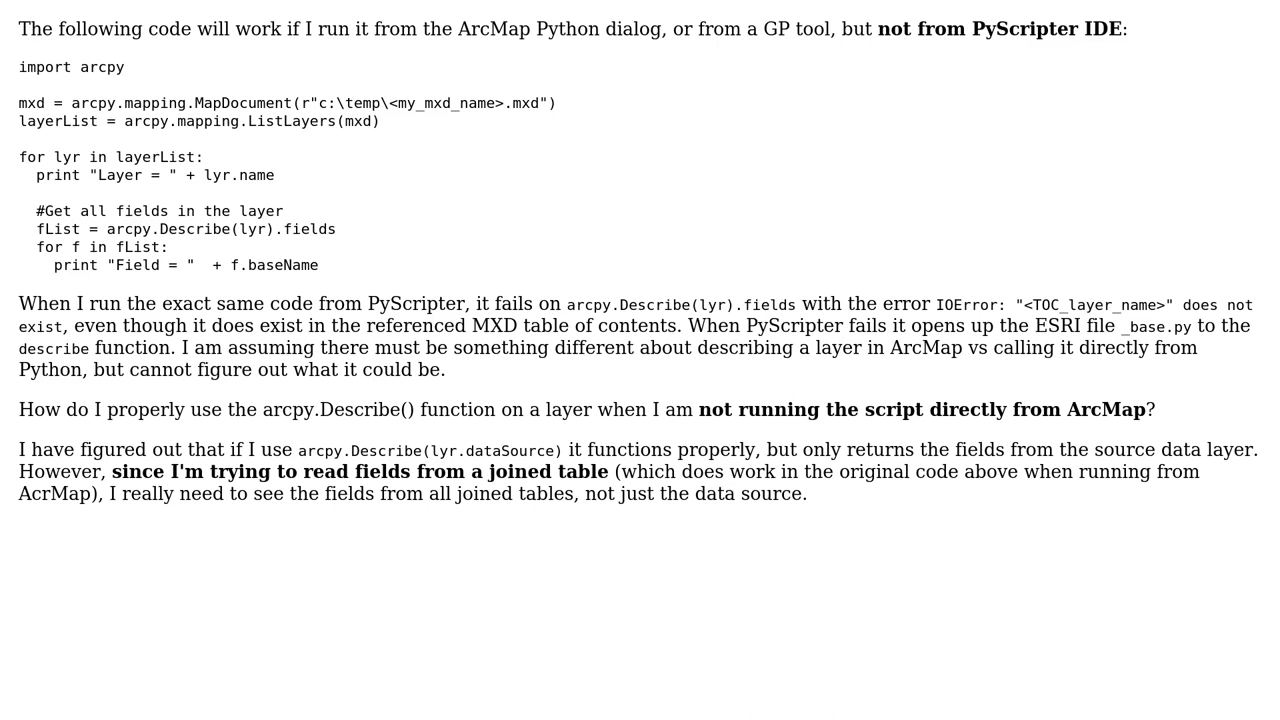 The following code will work if I run it from the ArcMap Python dialog, or from a GP tool, but not from PyScripter IDE:
import arcpy
mxd = arcpy.mapping.MapDocument(r"c:\temp\<my_mxd_name>.mxd")
layerList = arcpy.mapping.ListLayers(mxd)
for lyr in layerList:
  print "Layer = " + lyr.name
  #Get all fields in the layer
  fList = arcpy.Describe(lyr).fields
  for f in fList:
    print "Field = "  + f.baseName
When I run the exact same code from PyScripter, it fails on arcpy.Describe(lyr).fields with the error IOError: "<TOC_layer_name>" does not
exist, even though it does exist in the referenced MXD table of contents. When PyScripter fails it opens up the ESRI file _base.py to the
describe function. I am assuming there must be something different about describing a layer in ArcMap vs calling it directly from
Python, but cannot figure out what it could be.
How do I properly use the arcpy.Describe() function on a layer when I am not running the script directly from ArcMap?
I have figured out that if I use arcpy.Describe(lyr.dataSource) it functions properly, but only returns the fields from the source data layer.
However, since I'm trying to read fields from a joined table (which does work in the original code above when running from
AcrMap), I really need to see the fields from all joined tables, not just the data source.